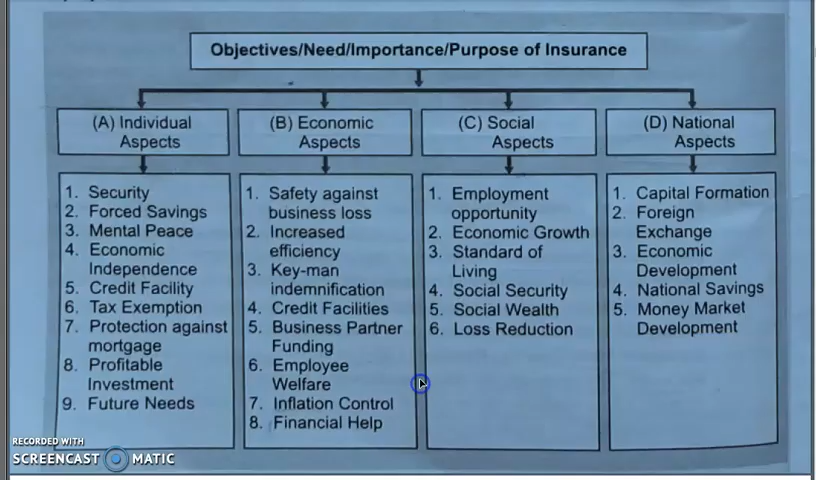 Objectives/Need/Importance/Purpose of Insurance
(A) Individual
Aspects
(B) Economic
Aspects
(C) Social
Aspects
(D) National
Aspects
1. Security
2. Forced Savings
3. Mental Peace
4. Economic
Independence
5. Credit Facility
6. Tax Exemption
7. Protection against
mortgage
8. Profitable
Investment
9. Future Needs
1. Safety against
business loss
2. Increased
efficiency
3. Key-man
indemnification
4. Credit Facilities
5. Business Partner
Funding
6. Employee
Welfare
7. Inflation Control
8. Financial Help
1. Employment
opportunity
2. Economic Growth
3. Standard of
Living
4. Social Security
5. Social Wealth
6. Loss Reduction
1. Capital Formation
2. Foreign
Exchange
3. Economic
Development
4. National Savings
5. Money Market
Development
RECORDED WITH
SCREENCAST MATIC